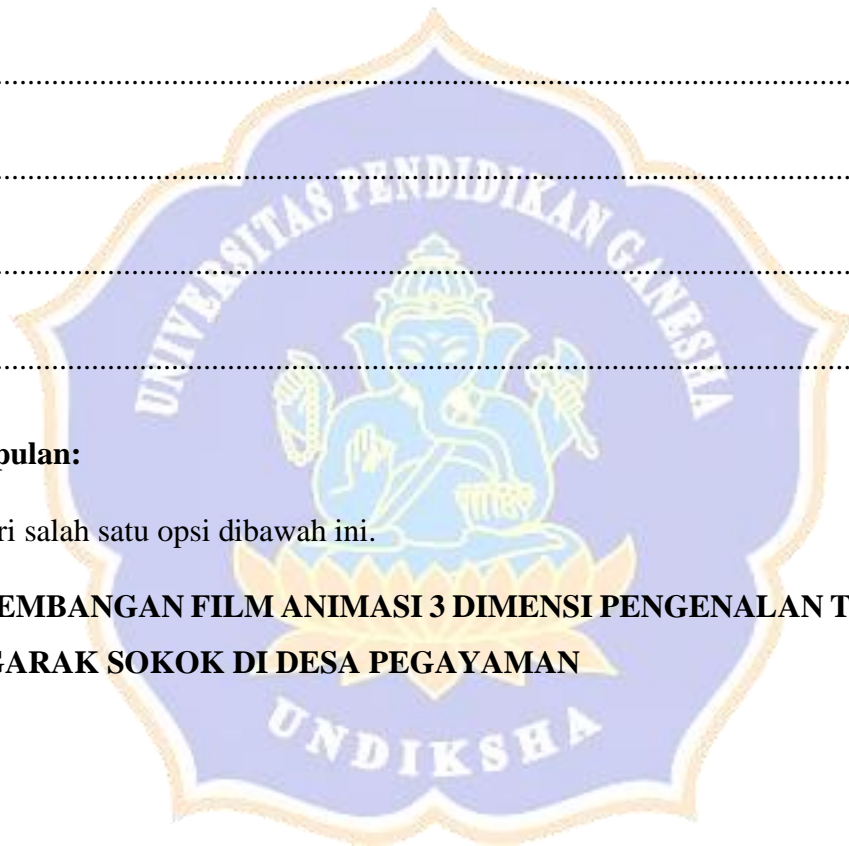 ................................................................................................
................................................................................................
................................................................................................
................................................................................................
UNIVERSITAS PENDIDIKAN GANESHA
pulan:
ri salah satu opsi dibawah ini.
EMBANGAN FILM ANIMASI 3 DIMENSI PENGENALAN T
GARAK SOKOK DI DESA PEGAYAMAN
UNDIKSHA